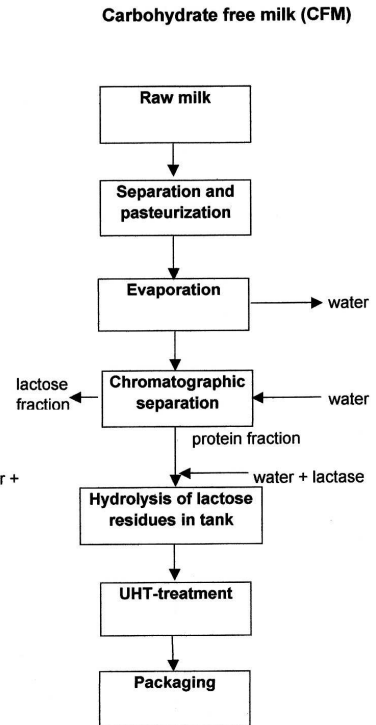 Carbohydrate free milk (CFM)
Raw milk
Separation and
pasteurization
Evaporation
water
lactose
fraction
Chromatographic
separation
water
protein fraction
r +
water + lactase
Hydrolysis of lactose
residues in tank
UHT-treatment
Packaging